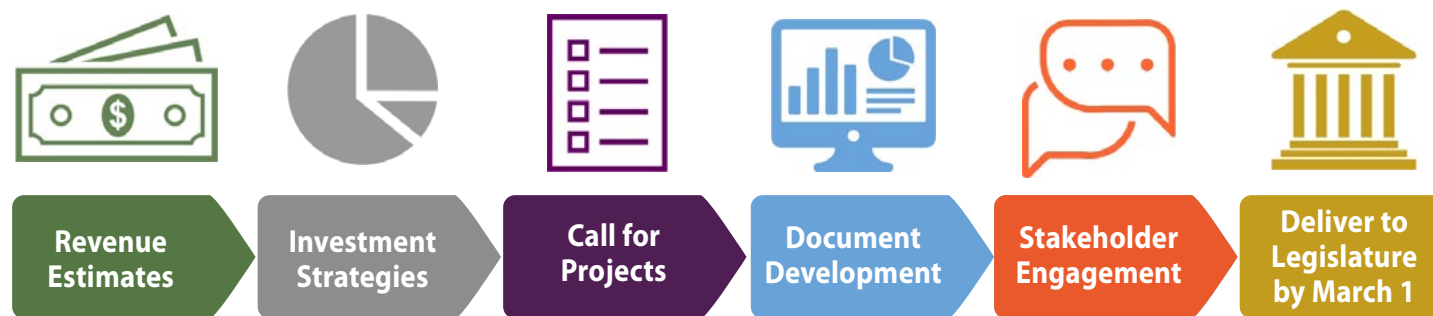 $
Revenue
Estimates
Investment
Strategies
Call for
Projects
Document
Development
Stakeholder
Engagement
Deliver to
Legislature
by March 1